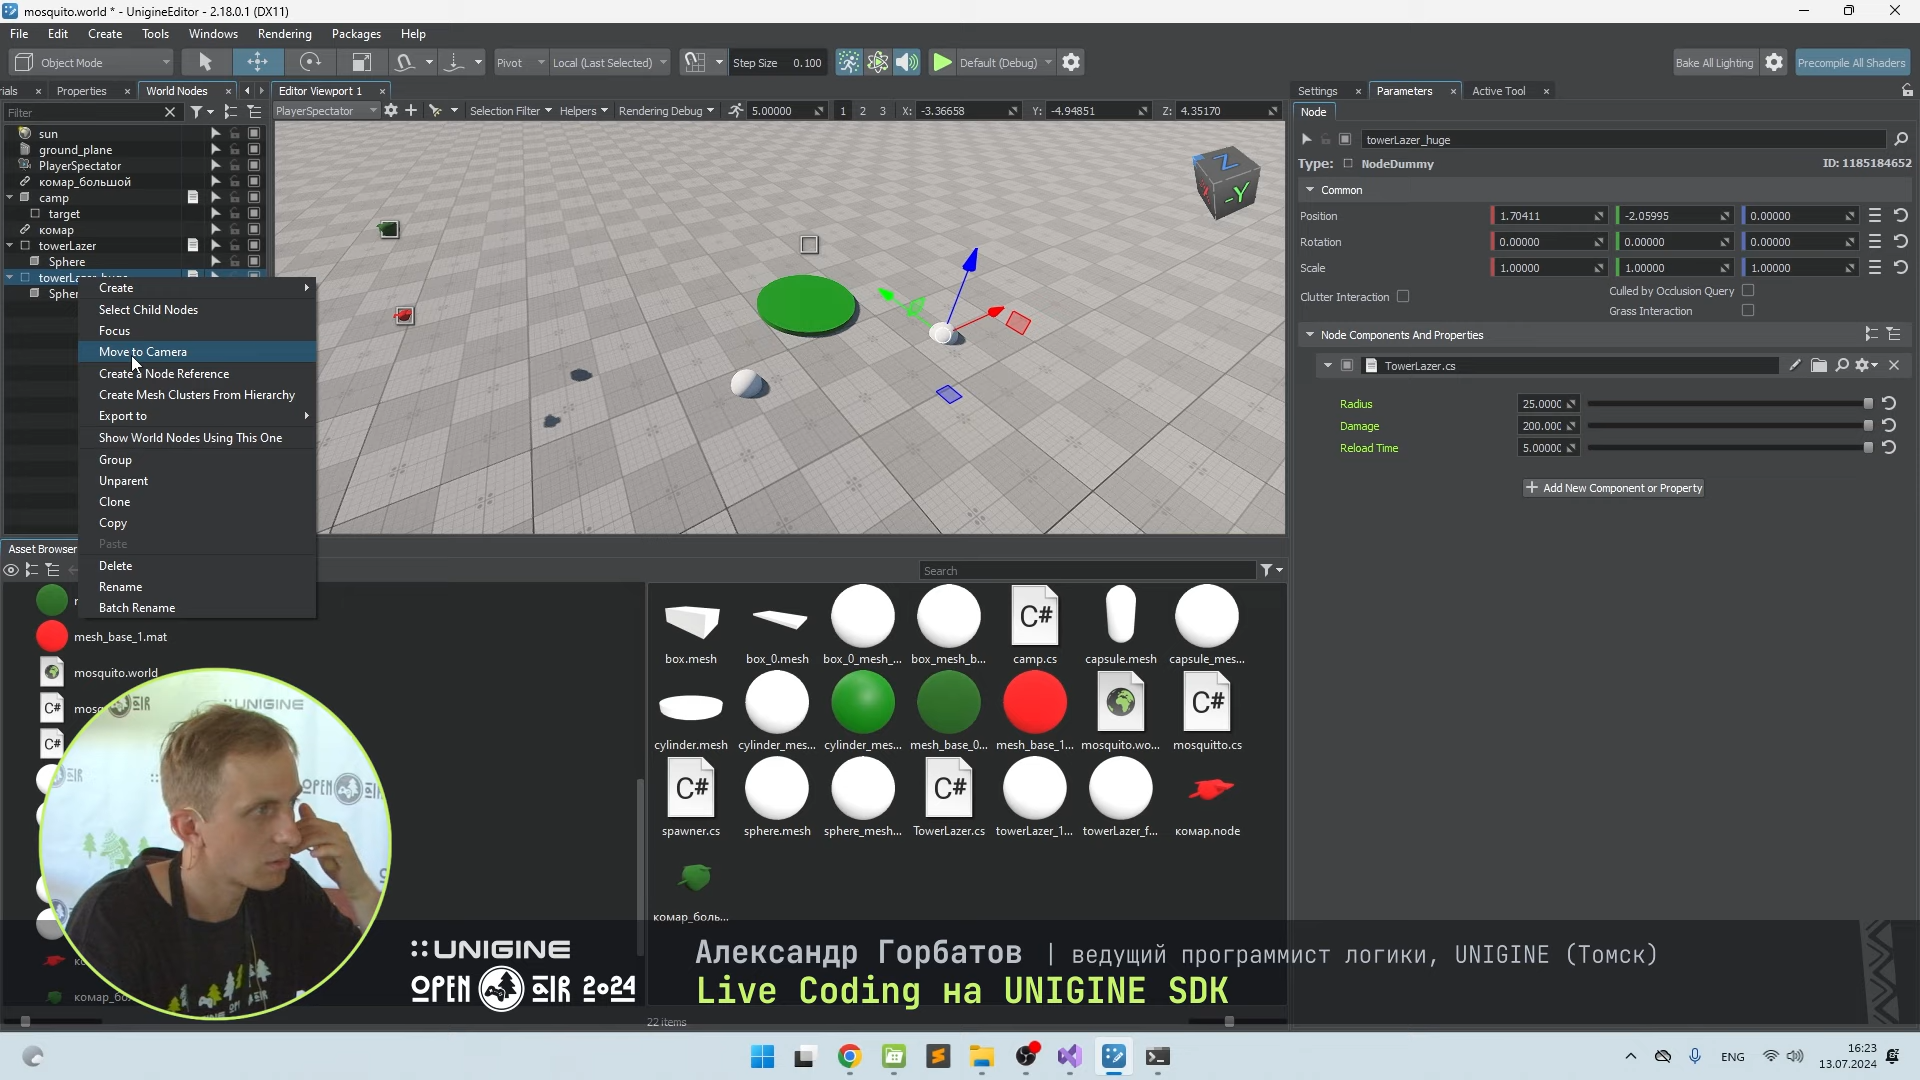 mosquito.world * - UnigineEditor - 2.18.0.1 (DX11)
File Edit Create Tools Windows Rendering Packages Help
Object Mode
Pivot
Local (Last Selected)
Step Size 0.100
Default (Debug)
Bake All Lighting
Precompile All Shaders
Properties
World Nodes
Editor Viewport 1
Settings
Parameters
Active Tool
Filter
PlayerSpectator
Selection Filter
Helpers
Rendering Debug
5.00000
1 2 3
X: -3.36658
Y: -4.94851
Z: 4.35170
sun
ground_plane
PlayerSpectator
комар_большой
camp
target
комар
towerLazer
Sphere
Create
Select Child Nodes
Focus
Move to Camera
Create a Node Reference
Create Mesh Clusters From Hierarchy
Export to
Show World Nodes Using This One
Group
Unparent
Clone
Copy
Paste
Delete
Rename
Batch Rename
Z
-Y
Node
towerLazer_huge
Type: NodeDummy
ID: 1185184652
Common
Position 1.70411 -2.05995 0.00000
Rotation 0.00000 0.00000 0.00000
Scale 1.00000 1.00000 1.00000
Clutter Interaction
Culled by Occlusion Query
Grass Interaction
Node Components And Properties
TowerLazer.cs
Radius 25.000
Damage 200.00
Reload Time 5.0000
+ Add New Component or Property
Asset Browser
Search
mesh_base_1.mat
mosquito.world
C#
C#
box.mesh box_0.mesh box_0_mesh_... box_mesh_b... camp.cs capsule.mesh capsule_mes...
cylinder.mesh cylinder_mes... cylinder_mes... mesh_base_0... mesh_base_1... mosquito.wo... mosquitto.cs
spawner.cs sphere.mesh sphere_mesh... TowerLazer.cs towerLazer_1... towerLazer_f... комар.node
комар_боль...
22 items
UNIGINE
UNIGINE
OPEN AIR 2024
Александр Горбатов | ведущий программист логики, UNIGINE (Томск)
Live Coding на UNIGINE SDK
ENG
16:23
13.07.2024